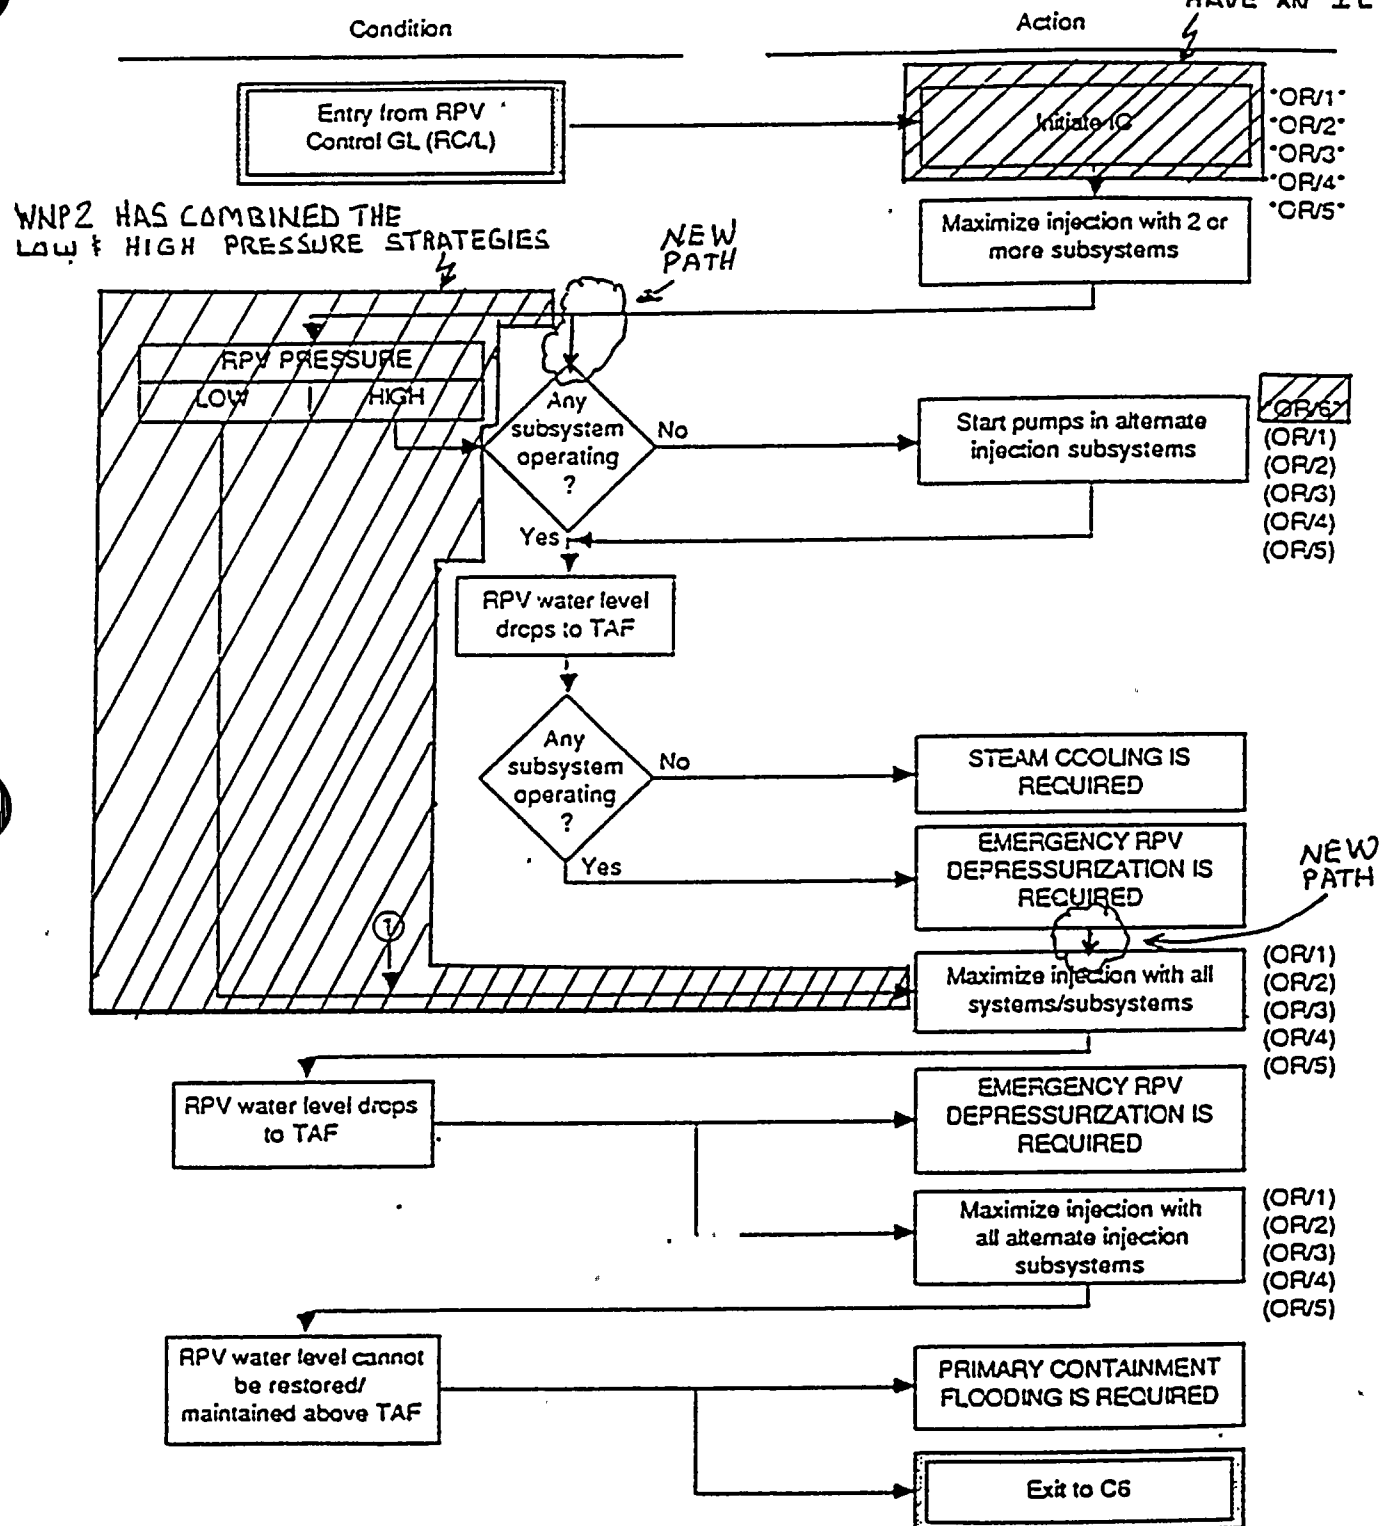 HAVE AN IC
Condition
Action
Entry from RPV
Control GL (RC/L)
Initiate IC
"OR/1"
"OR/2"
"OR/3"
"OR/4"
"OR/5"
Maximize injection with 2 or
more subsystems
WNP2 HAS COMBINED THE
LOW & HIGH PRESSURE STRATEGIES
NEW
PATH
RPV PRESSURE
LOW
HIGH
Any
subsystem
operating
?
No
Start pumps in alternate
injection subsystems
"OR/6"
(OR/1)
(OR/2)
(OR/3)
(OR/4)
(OR/5)
Yes
RPV water level
drops to TAF
Any
subsystem
operating
?
No
STEAM COOLING IS
REQUIRED
Yes
EMERGENCY RPV
DEPRESSURIZATION IS
REQUIRED
NEW
PATH
1
Maximize injection with all
systems/subsystems
(OR/1)
(OR/2)
(OR/3)
(OR/4)
(OR/5)
RPV water level drops
to TAF
EMERGENCY RPV
DEPRESSURIZATION IS
REQUIRED
Maximize injection with
all alternate injection
subsystems
(OR/1)
(OR/2)
(OR/3)
(OR/4)
(OR/5)
RPV water level cannot
be restored/
maintained above TAF
PRIMARY CONTAINMENT
FLOODING IS REQUIRED
Exit to C6